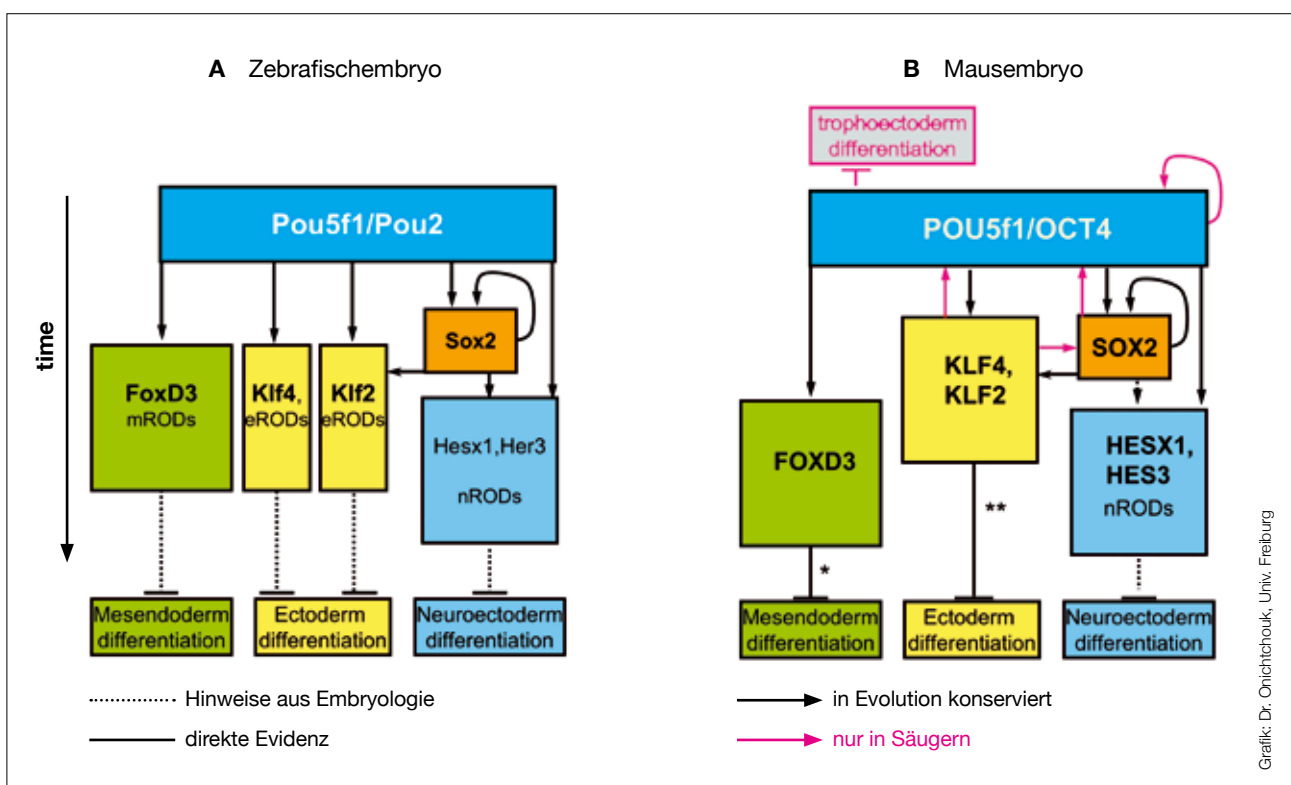 A Zebrafischembryo
time
Pou5f1/Pou2
Sox2
FoxD3
mRODs
Klf4,
eRODs
Klf2
eRODs
Hesx1,Her3
nRODs
Mesendoderm
differentiation
Ectoderm
differentiation
Neuroectoderm
differentiation
Hinweise aus Embryologie
direkte Evidenz
B Mausembryo
trophoectoderm
differentiation
POU5f1/OCT4
KLF4,
KLF2
SOX2
FOXD3
HESX1,
HES3
nRODs
*
**
Mesendoderm
differentiation
Ectoderm
differentiation
Neuroectoderm
differentiation
in Evolution konserviert
nur in Säugern
Grafik: Dr. Onichtchouk, Univ. Freiburg